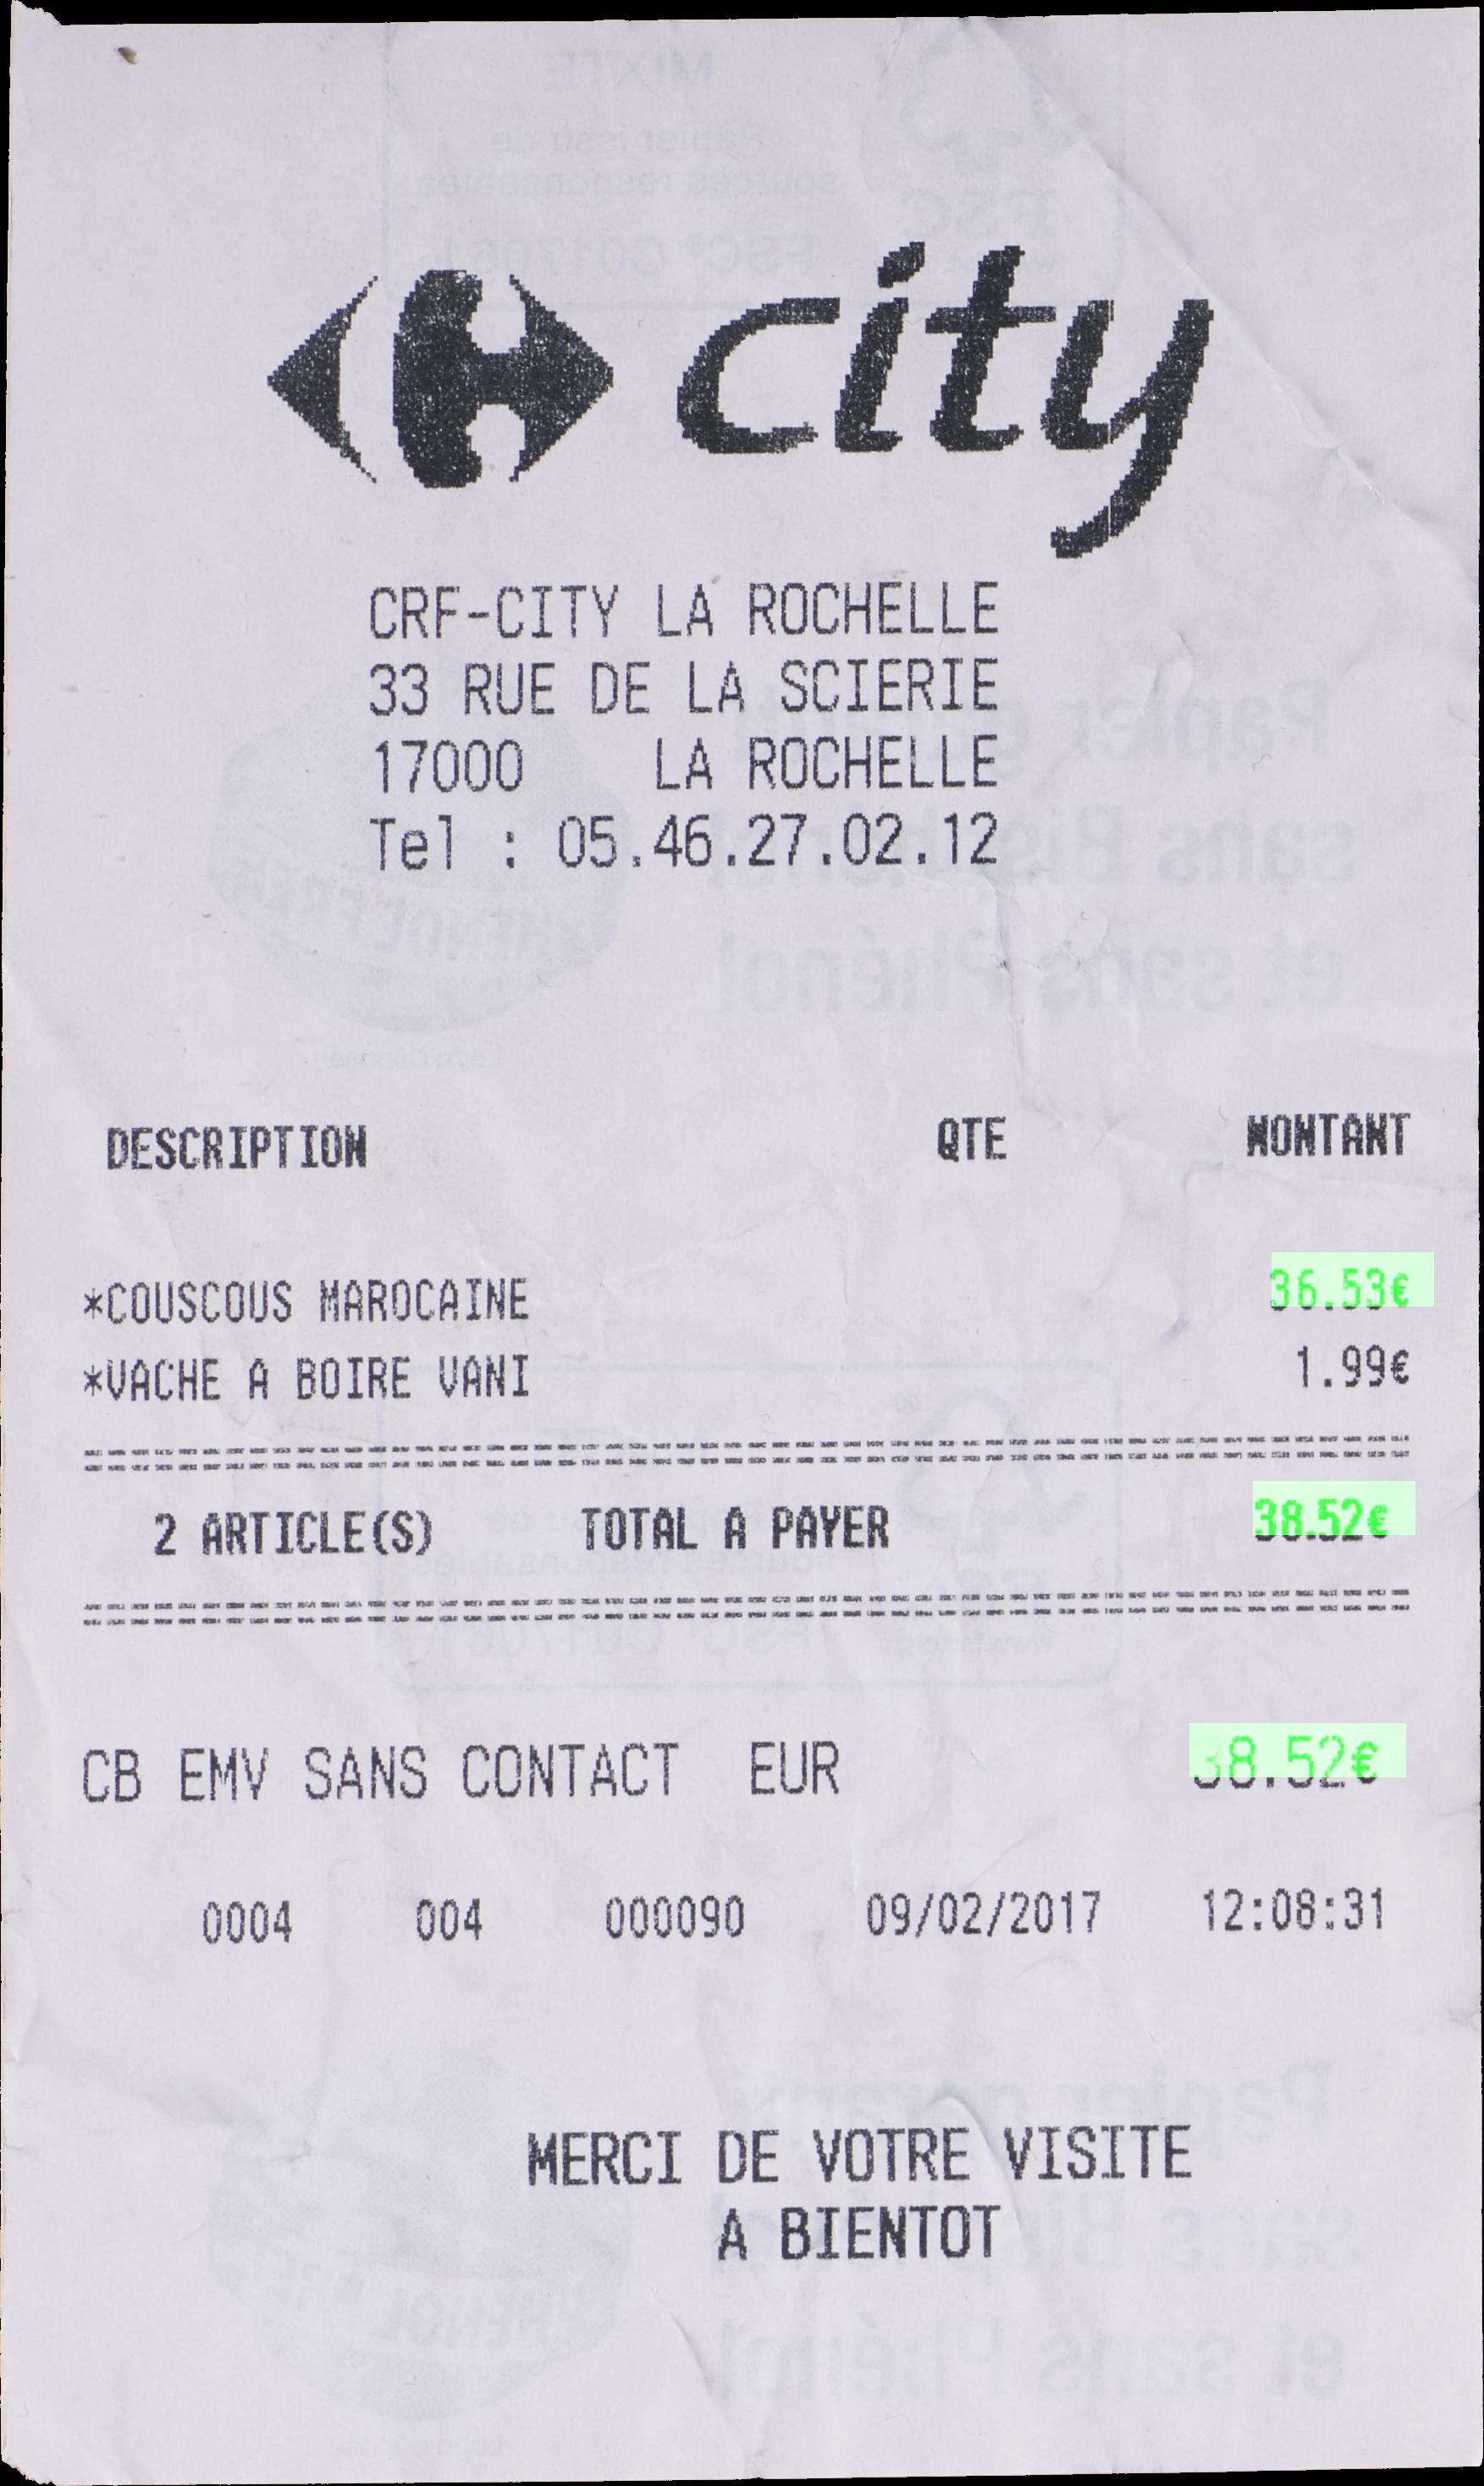 city
CRF-CITY LA ROCHELLE
33 RUE DE LA SCIERIE
17000 LA ROCHELLE
Tel : 05.46.27.02.12
DESCRIPTION QTE MONTANT
*COUSCOUS MAROCAINE 36.53€
*VACHE A BOIRE VANI 1.99€
2 ARTICLE(S) TOTAL A PAYER 38.52€
CB EMV SANS CONTACT EUR 38.52€
0004 004 000090 09/02/2017 12:08:31
MERCI DE VOTRE VISITE
A BIENTOT